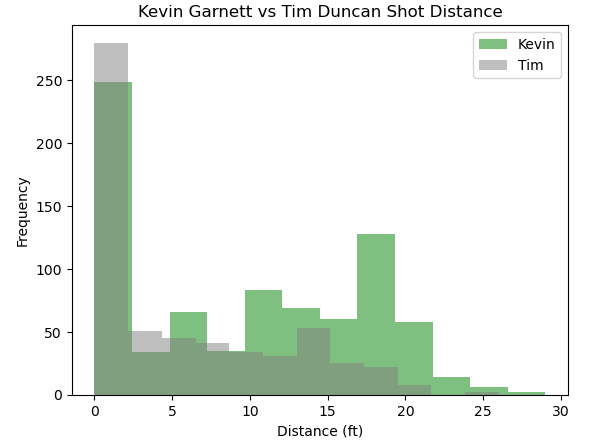 Kevin Garnett vs Tim Duncan Shot Distance
Kevin
Tim
Frequency
250
200
150
100
50
0
0 5 10 15 20 25 30
Distance (ft)